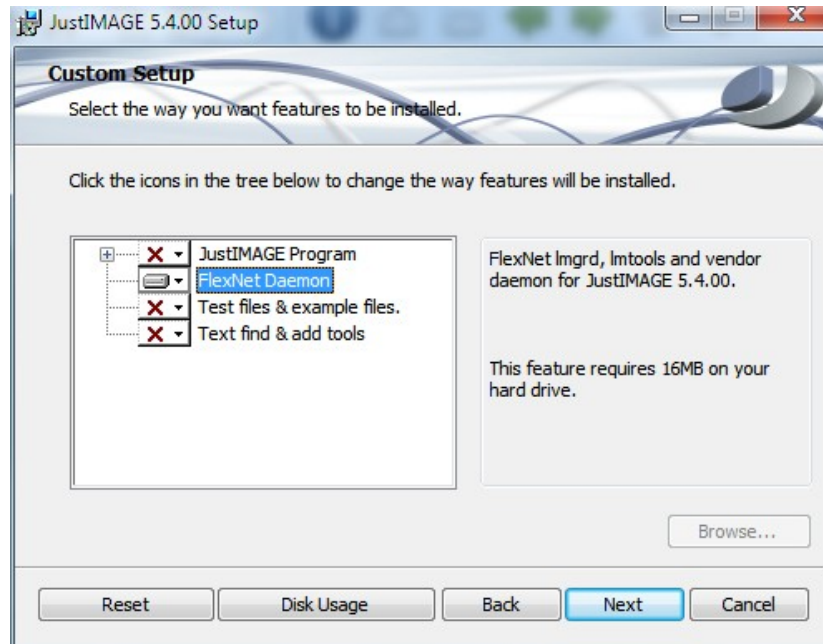 JustIMAGE 5.4.00 Setup
Custom Setup
Select the way you want features to be installed.
Click the icons in the tree below to change the way features will be installed.
JustIMAGE Program
FlexNet Daemon
Test files & example files.
Text find & add tools
FlexNet lmgrd, lmtools and vendor
daemon for JustIMAGE 5.4.00.
This feature requires 16MB on your
hard drive.
Browse...
Reset
Disk Usage
Back
Next
Cancel